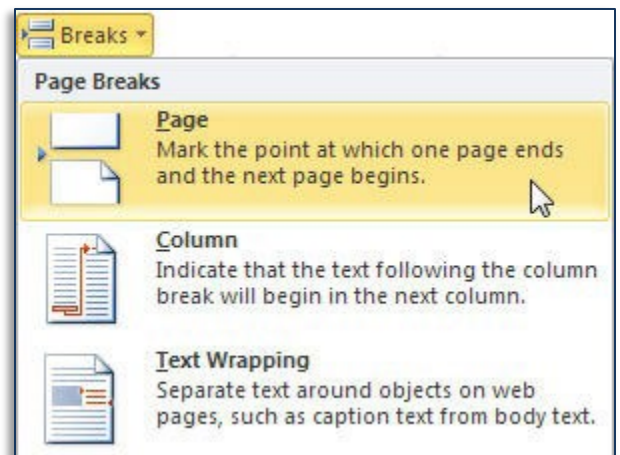 Breaks
Page Breaks
Page
Mark the point at which one page ends
and the next page begins.
Column
Indicate that the text following the column
break will begin in the next column.
Text Wrapping
Separate text around objects on web
pages, such as caption text from body text.